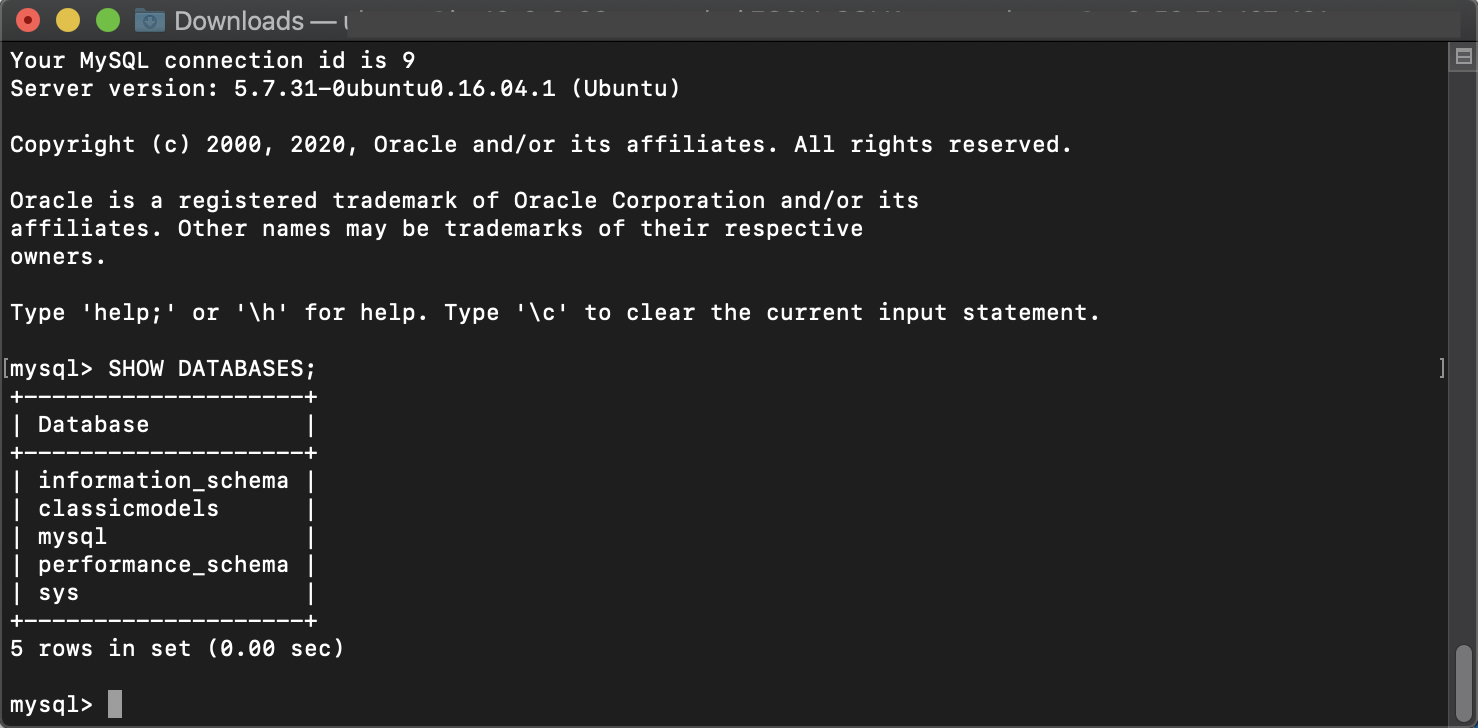 Downloads —
Your MySQL connection id is 9
Server version: 5.7.31-0ubuntu0.16.04.1 (Ubuntu)
Copyright (c) 2000, 2020, Oracle and/or its affiliates. All rights reserved.
Oracle is a registered trademark of Oracle Corporation and/or its
affiliates. Other names may be trademarks of their respective
owners.
Type 'help;' or '\h' for help. Type '\c' to clear the current input statement.
[mysql> SHOW DATABASES; ]
+--------------------+
| Database           |
+--------------------+
| information_schema |
| classicmodels      |
| mysql              |
| performance_schema |
| sys                |
+--------------------+
5 rows in set (0.00 sec)
mysql>